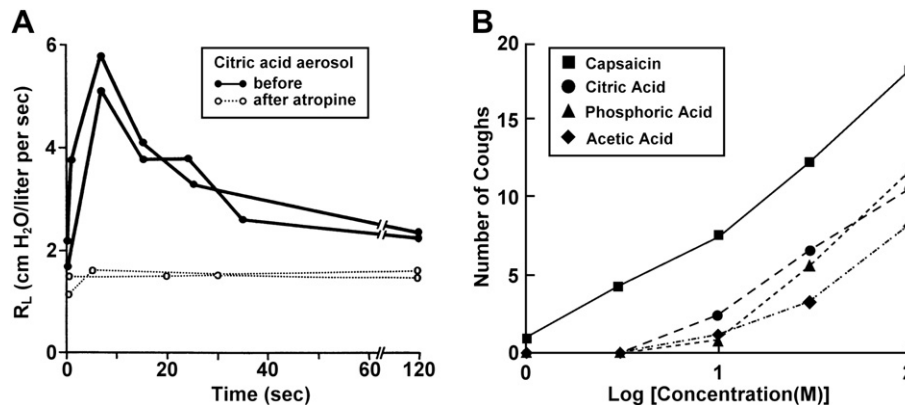 A
R_L (cm H₂O/liter per sec)
6
4
2
0
Citric acid aerosol
before
after atropine
0 20 40 60 120
Time (sec)
B
Number of Coughs
20
15
10
5
0
Capsaicin
Citric Acid
Phosphoric Acid
Acetic Acid
0 1 2
Log [Concentration(M)]